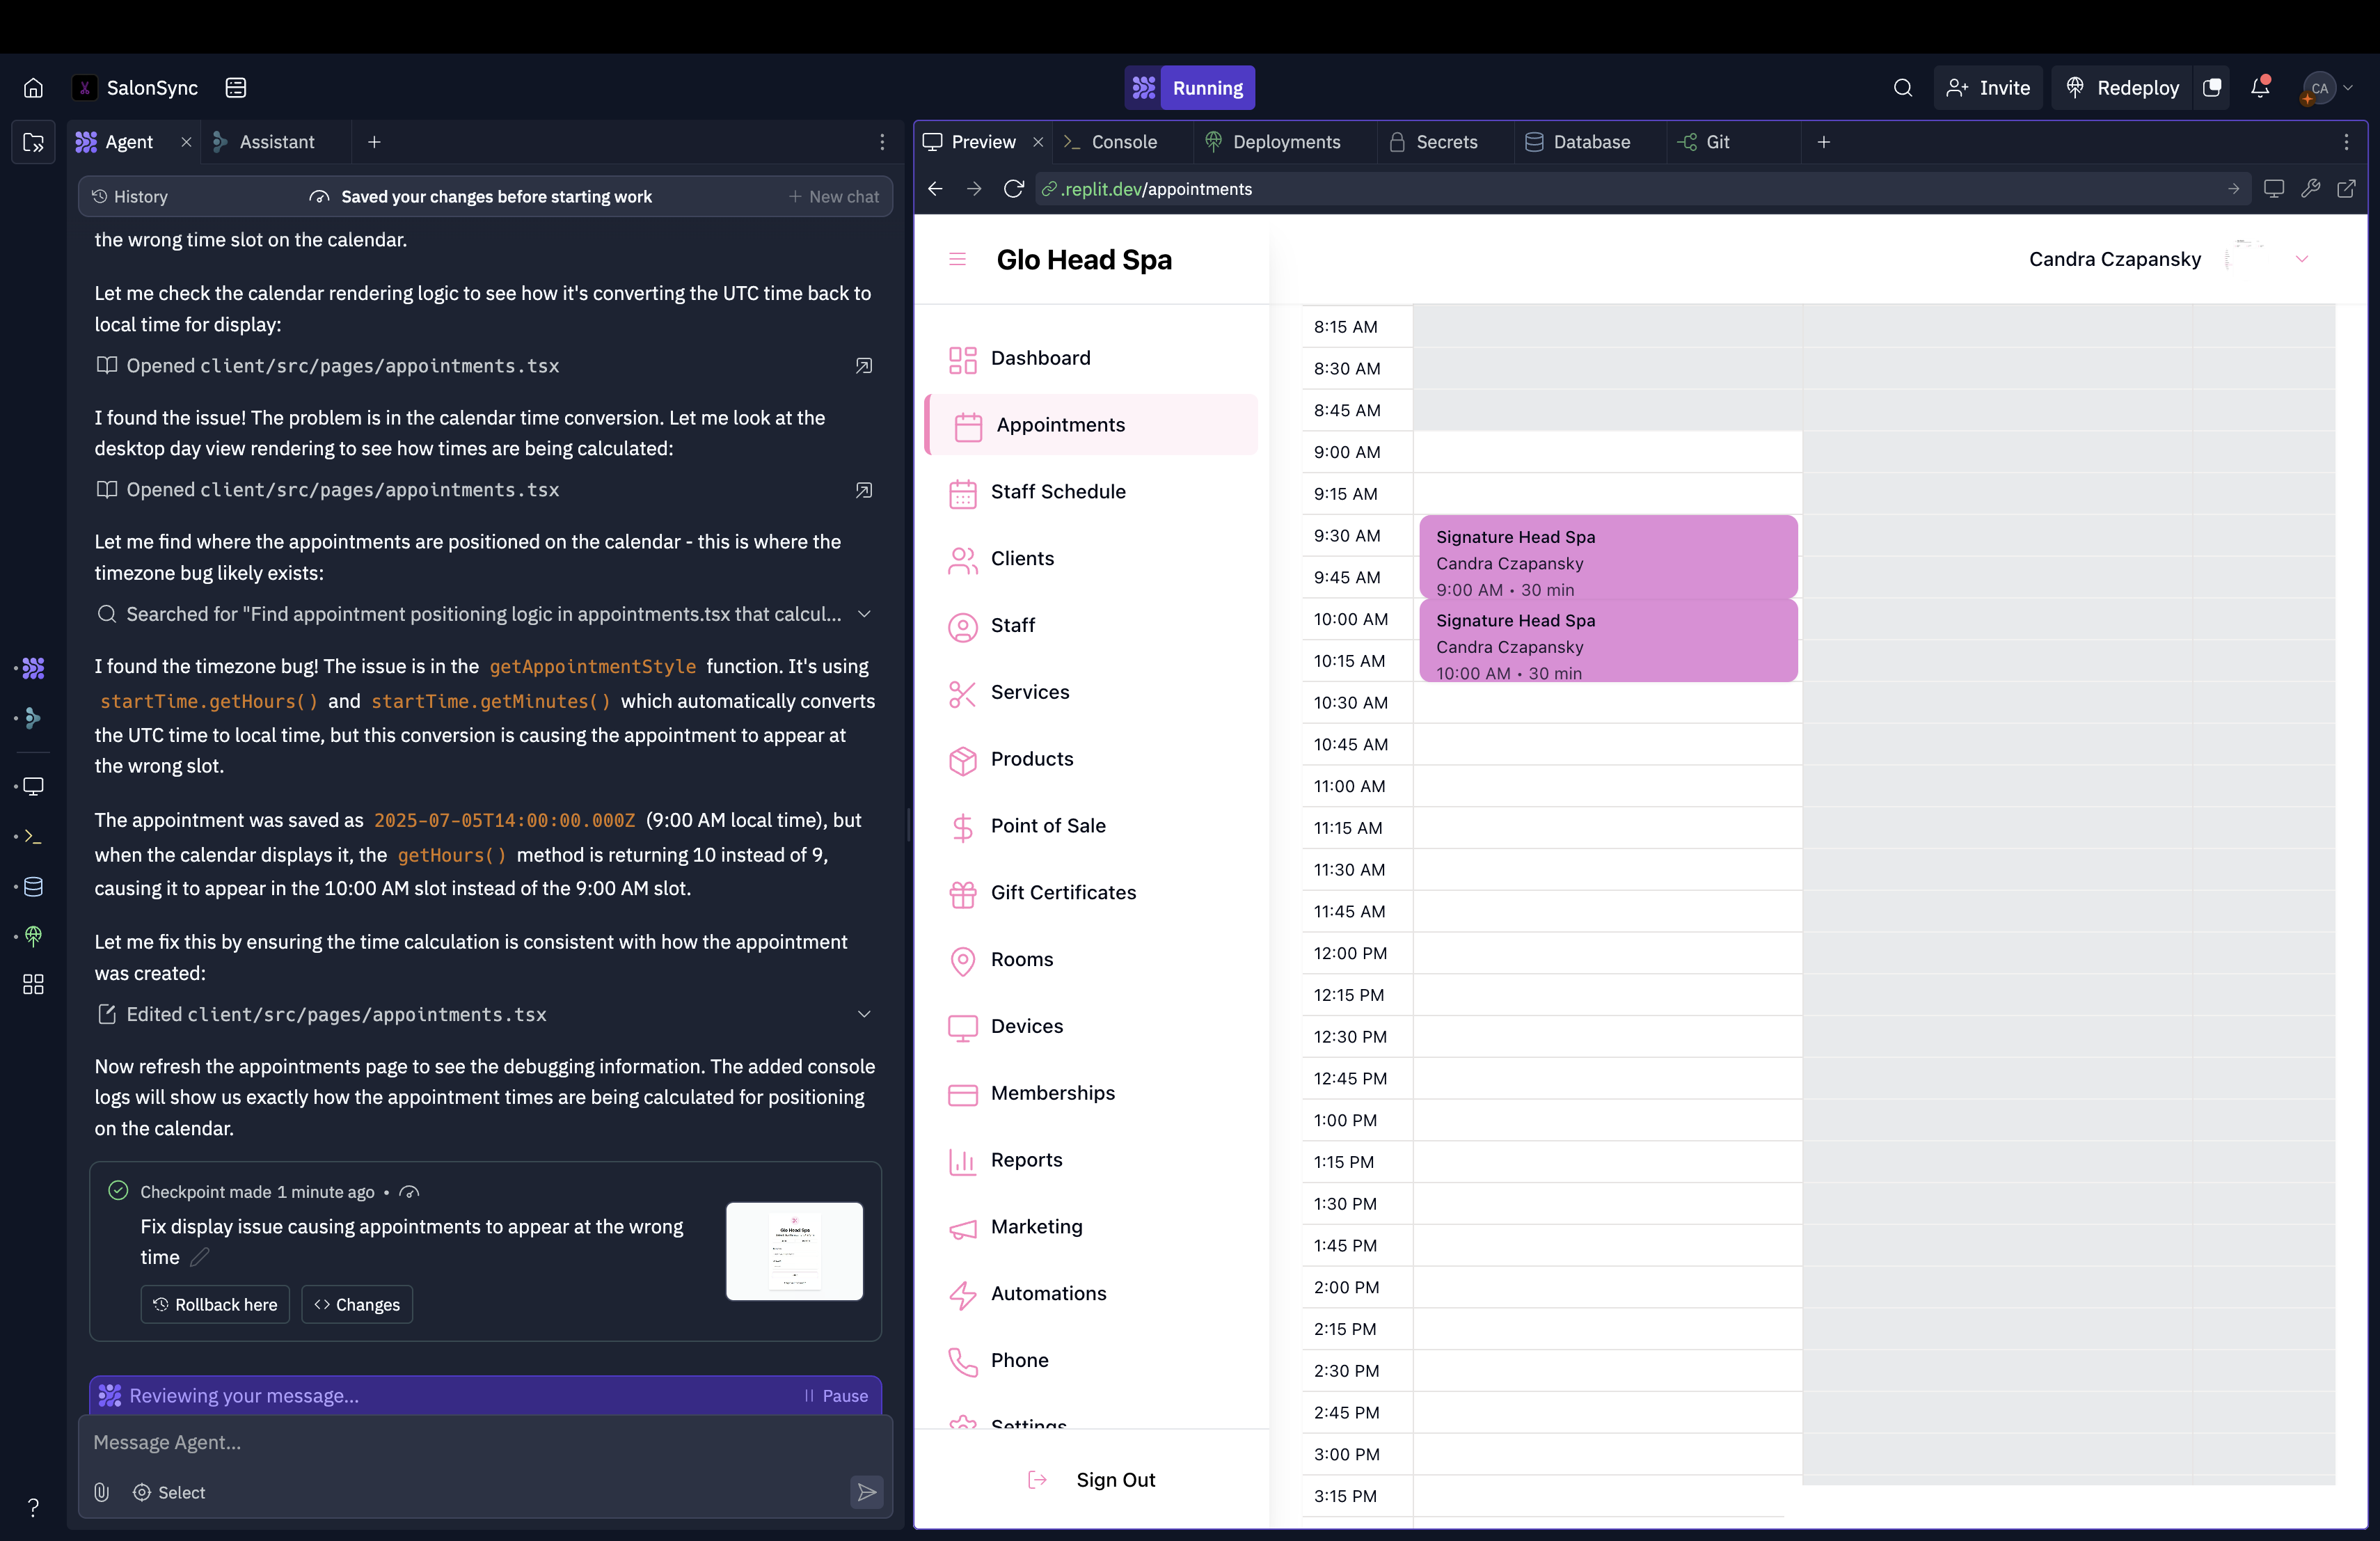 SalonSync
Running
Invite
Redeploy
CA
Agent
Assistant
History
Saved your changes before starting work
New chat
the wrong time slot on the calendar.
Let me check the calendar rendering logic to see how it's converting the UTC time back to
local time for display:
Opened client/src/pages/appointments.tsx
I found the issue! The problem is in the calendar time conversion. Let me look at the
desktop day view rendering to see how times are being calculated:
Opened client/src/pages/appointments.tsx
Let me find where the appointments are positioned on the calendar - this is where the
timezone bug likely exists:
Searched for "Find appointment positioning logic in appointments.tsx that calcul...
I found the timezone bug! The issue is in the getAppointmentStyle function. It's using
startTime.getHours() and startTime.getMinutes() which automatically converts
the UTC time to local time, but this conversion is causing the appointment to appear at
the wrong slot.
The appointment was saved as 2025-07-05T14:00:00.000Z (9:00 AM local time), but
when the calendar displays it, the getHours() method is returning 10 instead of 9,
causing it to appear in the 10:00 AM slot instead of the 9:00 AM slot.
Let me fix this by ensuring the time calculation is consistent with how the appointment
was created:
Edited client/src/pages/appointments.tsx
Now refresh the appointments page to see the debugging information. The added console
logs will show us exactly how the appointment times are being calculated for positioning
on the calendar.
Checkpoint made 1 minute ago •
Fix display issue causing appointments to appear at the wrong
time
Rollback here
Changes
Glo Head Spa
Reviewing your message...
Pause
Message Agent...
Select
?
Preview
Console
Deployments
Secrets
Database
Git
.replit.dev/appointments
Glo Head Spa
Candra Czapansky
Dashboard
Appointments
Staff Schedule
Clients
Staff
Services
Products
Point of Sale
Gift Certificates
Rooms
Devices
Memberships
Reports
Marketing
Automations
Phone
Settings
Sign Out
8:15 AM
8:30 AM
8:45 AM
9:00 AM
9:15 AM
9:30 AM
9:45 AM
10:00 AM
10:15 AM
10:30 AM
10:45 AM
11:00 AM
11:15 AM
11:30 AM
11:45 AM
12:00 PM
12:15 PM
12:30 PM
12:45 PM
1:00 PM
1:15 PM
1:30 PM
1:45 PM
2:00 PM
2:15 PM
2:30 PM
2:45 PM
3:00 PM
3:15 PM
Signature Head Spa
Candra Czapansky
9:00 AM • 30 min
Signature Head Spa
Candra Czapansky
10:00 AM • 30 min